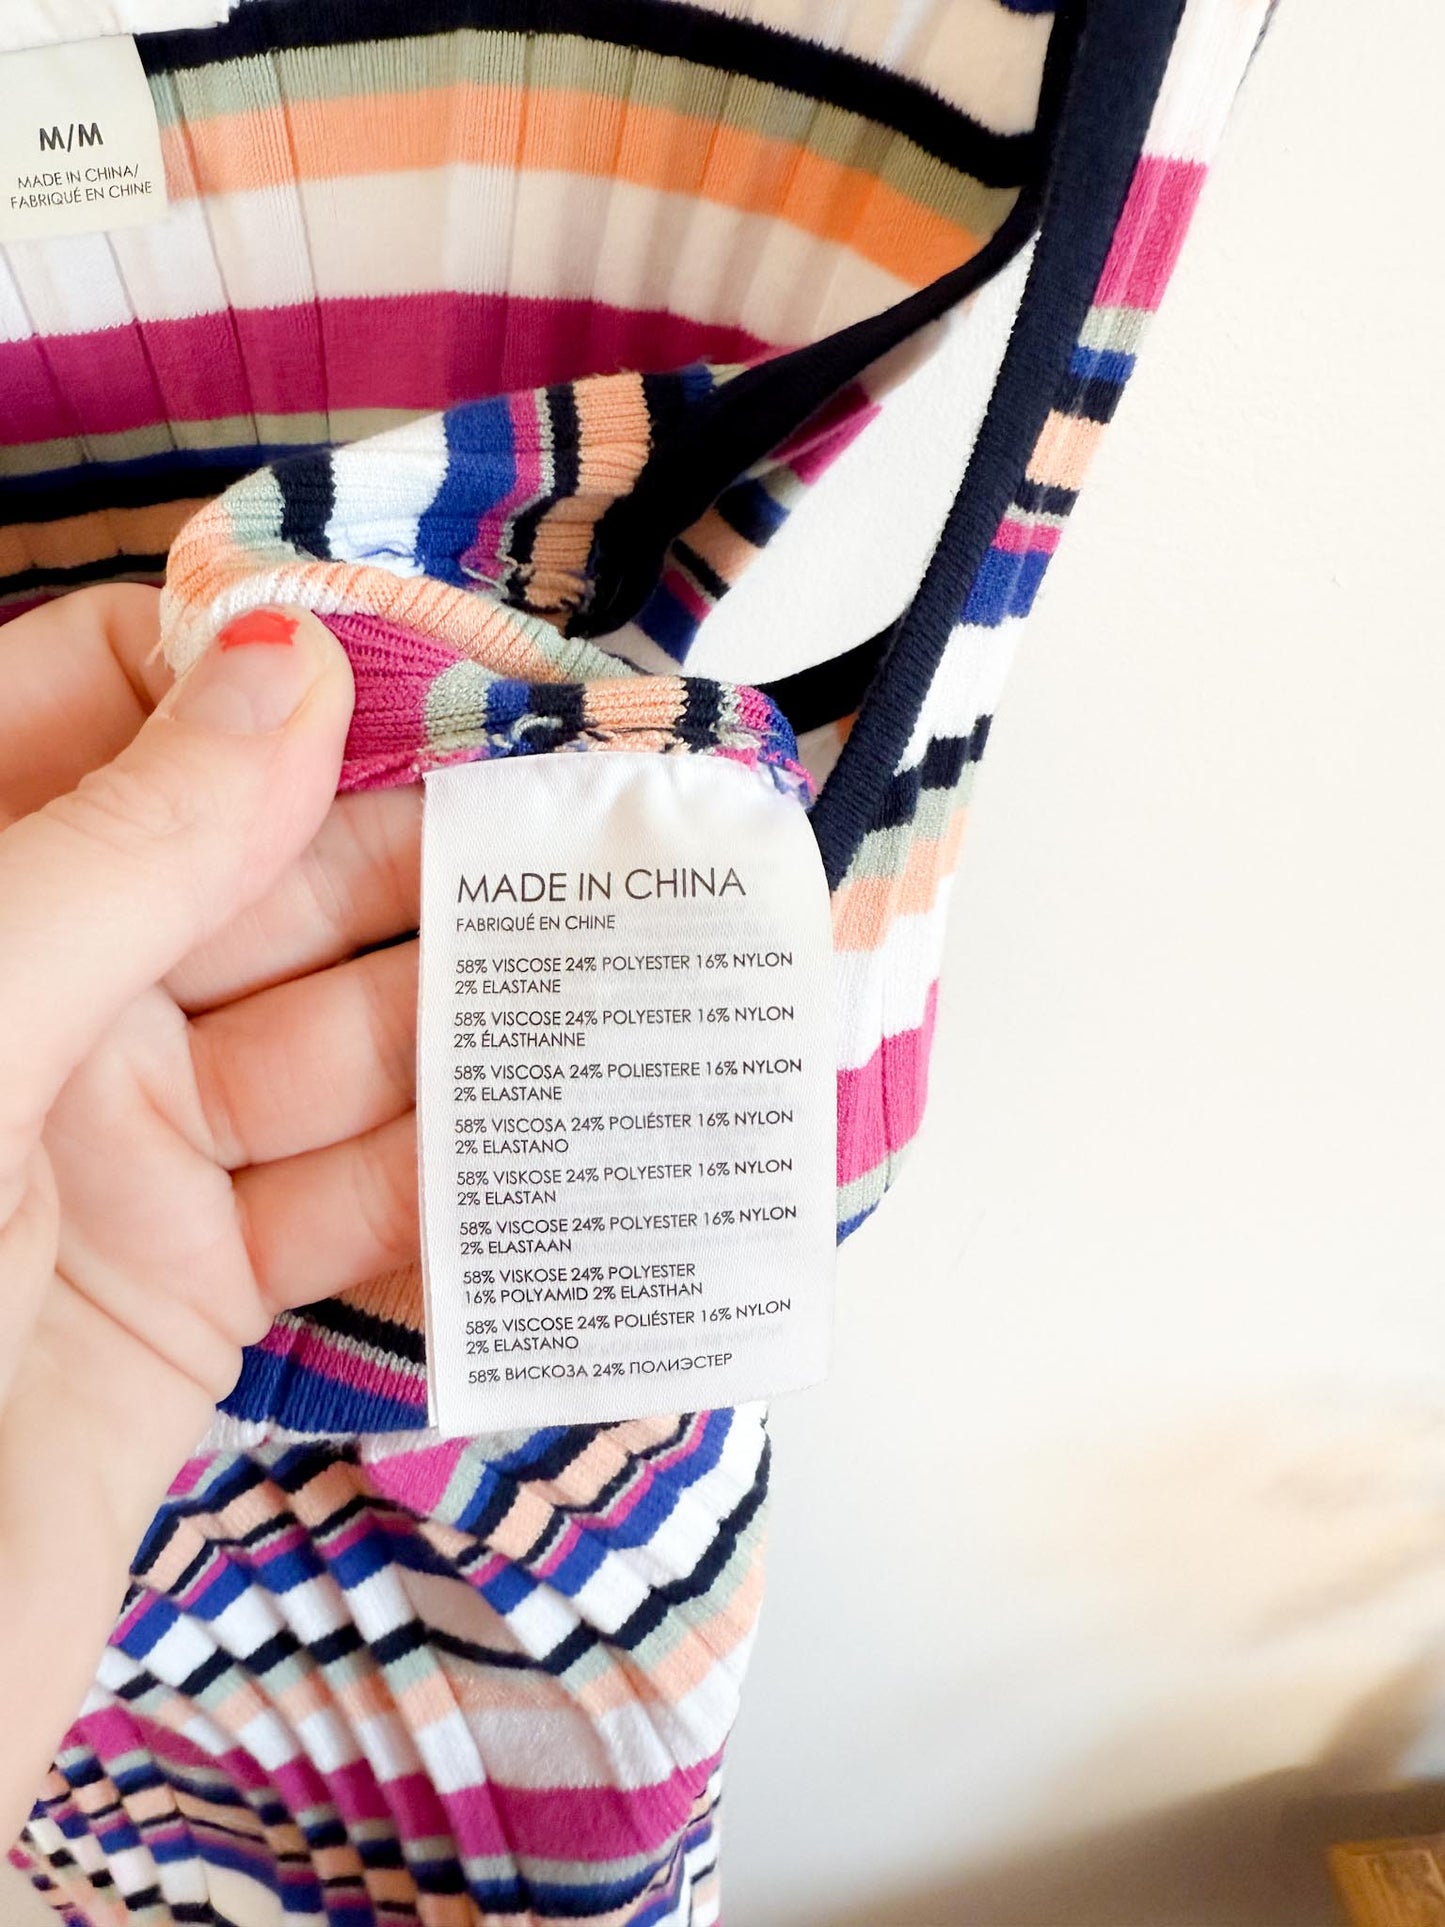 M/M
MADE IN CHINA/
FABRIQUÉ EN CHINE
MADE IN CHINA
FABRIQUÉ EN CHINE
58% VISCOSE 24% POLYESTER 16% NYLON
2% ELASTANE
58% VISCOSE 24% POLYESTER 16% NYLON
2% ÉLASTHANNE
58% VISCOSA 24% POLIESTERE 16% NYLON
2% ELASTANE
58% VISCOSA 24% POLIÉSTER 16% NYLON
2% ELASTANO
58% VISKOSE 24% POLYESTER 16% NYLON
2% ELASTAN
58% VISCOSE 24% POLYESTER 16% NYLON
2% ELASTAAN
58% VISKOSE 24% POLYESTER
16% POLYAMID 2% ELASTHAN
58% VISCOSE 24% POLIÉSTER 16% NYLON
2% ELASTANO
58% ВИСКОЗА 24% ПОЛИЭСТЕР